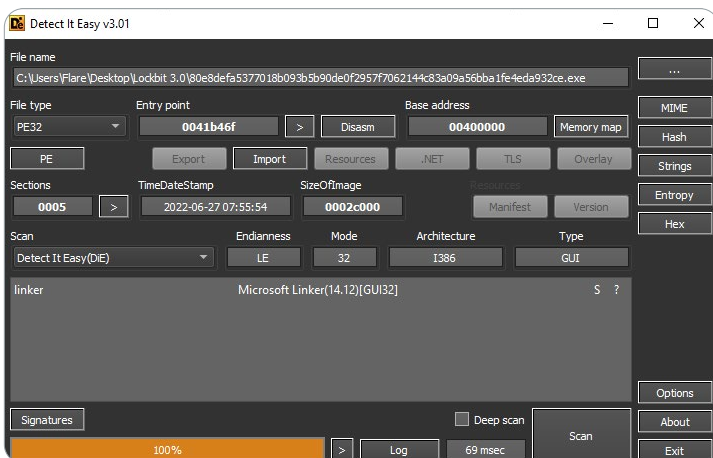 Detect It Easy v3.01
File name
C:\Users\Flare\Desktop\Lockbit 3.0\80e8defa5377018b093b5b90de0f2957f7062144c83a09a56bba1fe4eda932ce.exe
...
File type Entry point Base address
PE32 0041b46f > Disasm 00400000 Memory map MIME
PE Export Import Resources .NET TLS Overlay Hash
Strings
Sections TimeDateStamp SizeOfImage Resources
0005 > 2022-06-27 07:55:54 0002c000 Manifest Version Entropy
Hex
Scan Endianness Mode Architecture Type
Detect It Easy(DiE) LE 32 I386 GUI
linker Microsoft Linker(14.12)[GUI32] S ?
Options
Signatures Deep scan Scan About
100% > Log 69 msec Exit